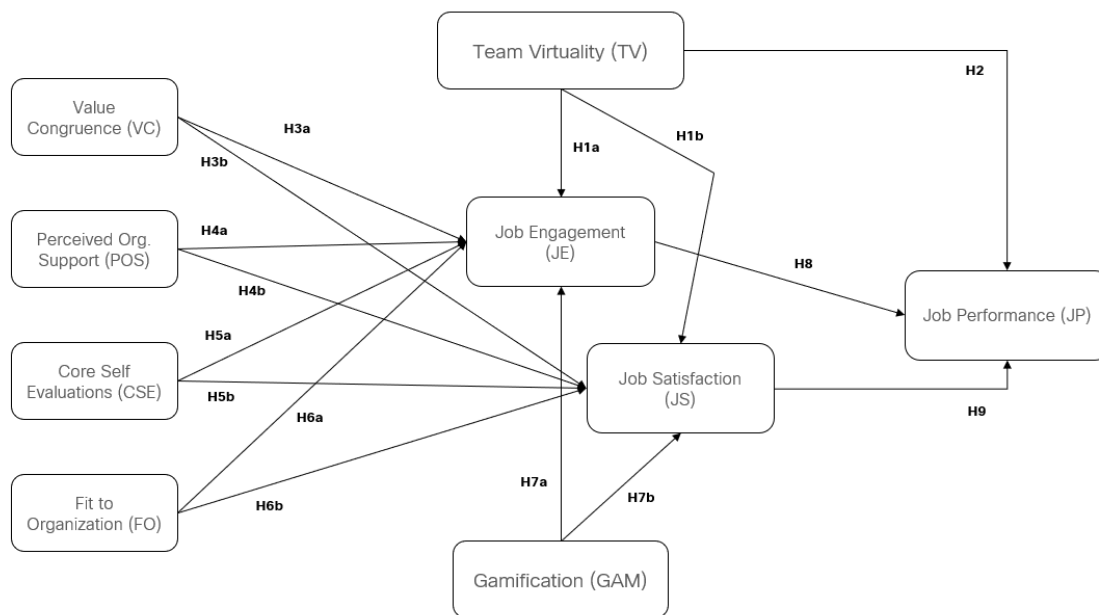 Team Virtuality (TV)
H2
Value
Congruence (VC)
H3a
H1b
H1a
H3b
Perceived Org.
Support (POS)
H4a
Job Engagement
(JE)
H8
H4b
Job Performance (JP)
H5a
Core Self
Evaluations (CSE)
Job Satisfaction
(JS)
H5b
H6a
H9
Fit to
Organization (FO)
H6b
H7a
H7b
Gamification (GAM)